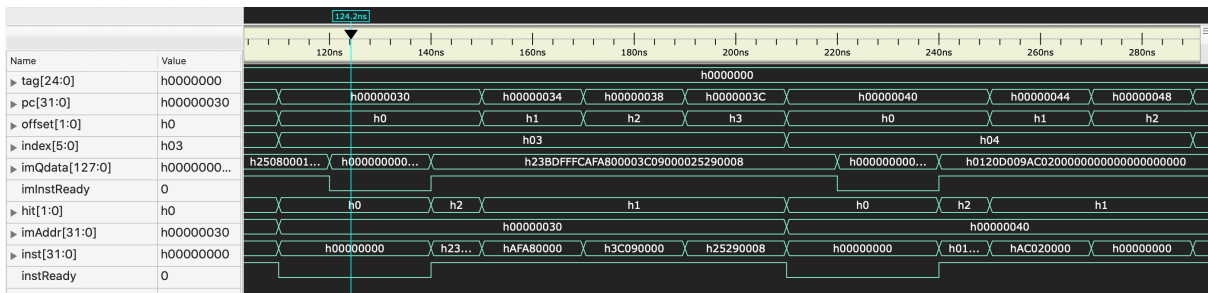 124.2ns
120ns 140ns 160ns 180ns 200ns 220ns 240ns 260ns 280ns
Name Value
tag[24:0] h0000000 h0000000
pc[31:0] h00000030 h00000030 h00000034 h00000038 h0000003C h00000040 h00000044 h00000048
offset[1:0] h0 h0 h1 h2 h3 h0 h1 h2
index[5:0] h03 h03 h04
imQdata[127:0] h0000000... h25080001... h000000000... h23BDFFFCAFA800003C09000025290008 h000000000... h0120D009AC0200000000000000000000
imInstReady 0
hit[1:0] h0 h0 h2 h1 h0 h2 h1
imAddr[31:0] h00000030 h00000030 h00000040
inst[31:0] h00000000 h00000000 h23... hAFA80000 h3C090000 h25290008 h00000000 h01... hAC020000 h00000000
instReady 0